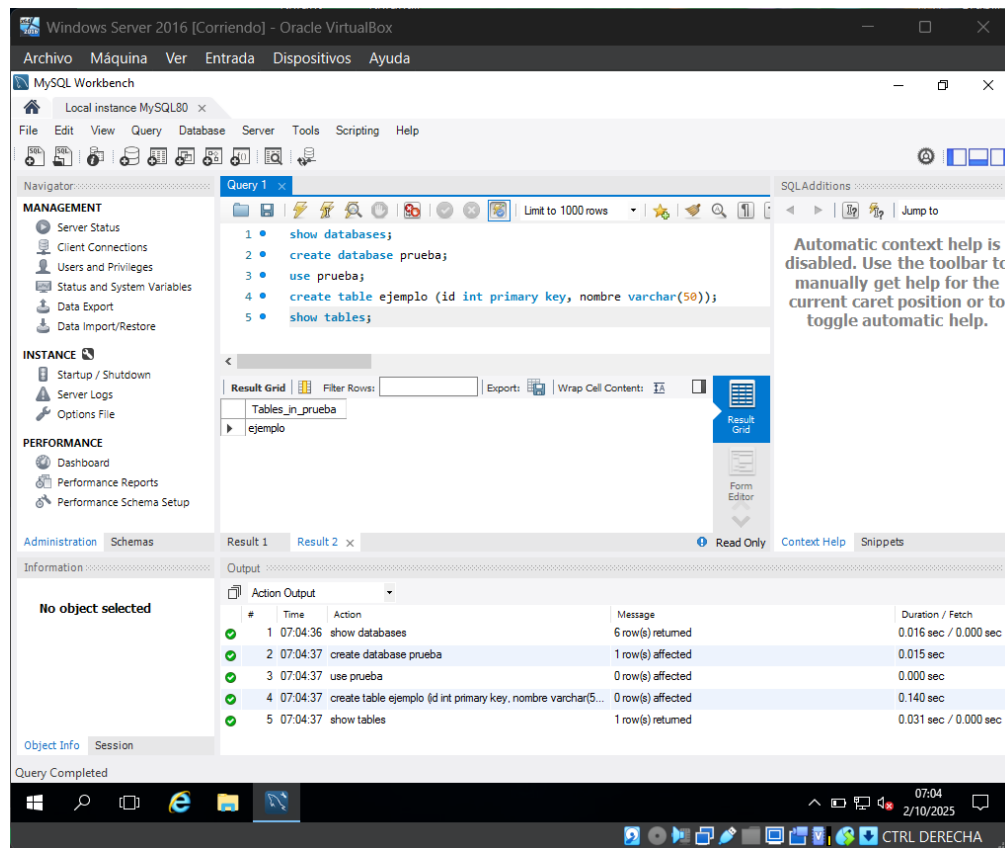 Windows Server 2016 [Corriendo] - Oracle VirtualBox
Archivo Máquina Ver Entrada Dispositivos Ayuda
MySQL Workbench
Local instance MySQL80
File Edit View Query Database Server Tools Scripting Help
Navigator
MANAGEMENT
Server Status
Client Connections
Users and Privileges
Status and System Variables
Data Export
Data Import/Restore
INSTANCE
Startup / Shutdown
Server Logs
Options File
PERFORMANCE
Dashboard
Performance Reports
Performance Schema Setup
Administration Schemas
Query 1
Limit to 1000 rows
1 show databases;
2 create database prueba;
3 use prueba;
4 create table ejemplo (id int primary key, nombre varchar(50));
5 show tables;
Result Grid Filter Rows: Export: Wrap Cell Content:
Tables_in_prueba
ejemplo
Result Grid
Form Editor
Result 1 Result 2 Read Only
SQLAdditions
Jump to
Automatic context help is
disabled. Use the toolbar to
manually get help for the
current caret position or to
toggle automatic help.
Context Help Snippets
Information
No object selected
Object Info Session
Output
Action Output
# Time Action Message Duration / Fetch
1 07:04:36 show databases 6 row(s) returned 0.016 sec / 0.000 sec
2 07:04:37 create database prueba 1 row(s) affected 0.015 sec
3 07:04:37 use prueba 0 row(s) affected 0.000 sec
4 07:04:37 create table ejemplo (id int primary key, nombre varchar(5... 0 row(s) affected 0.140 sec
5 07:04:37 show tables 1 row(s) returned 0.031 sec / 0.000 sec
Query Completed
07:04
2/10/2025
CTRL DERECHA